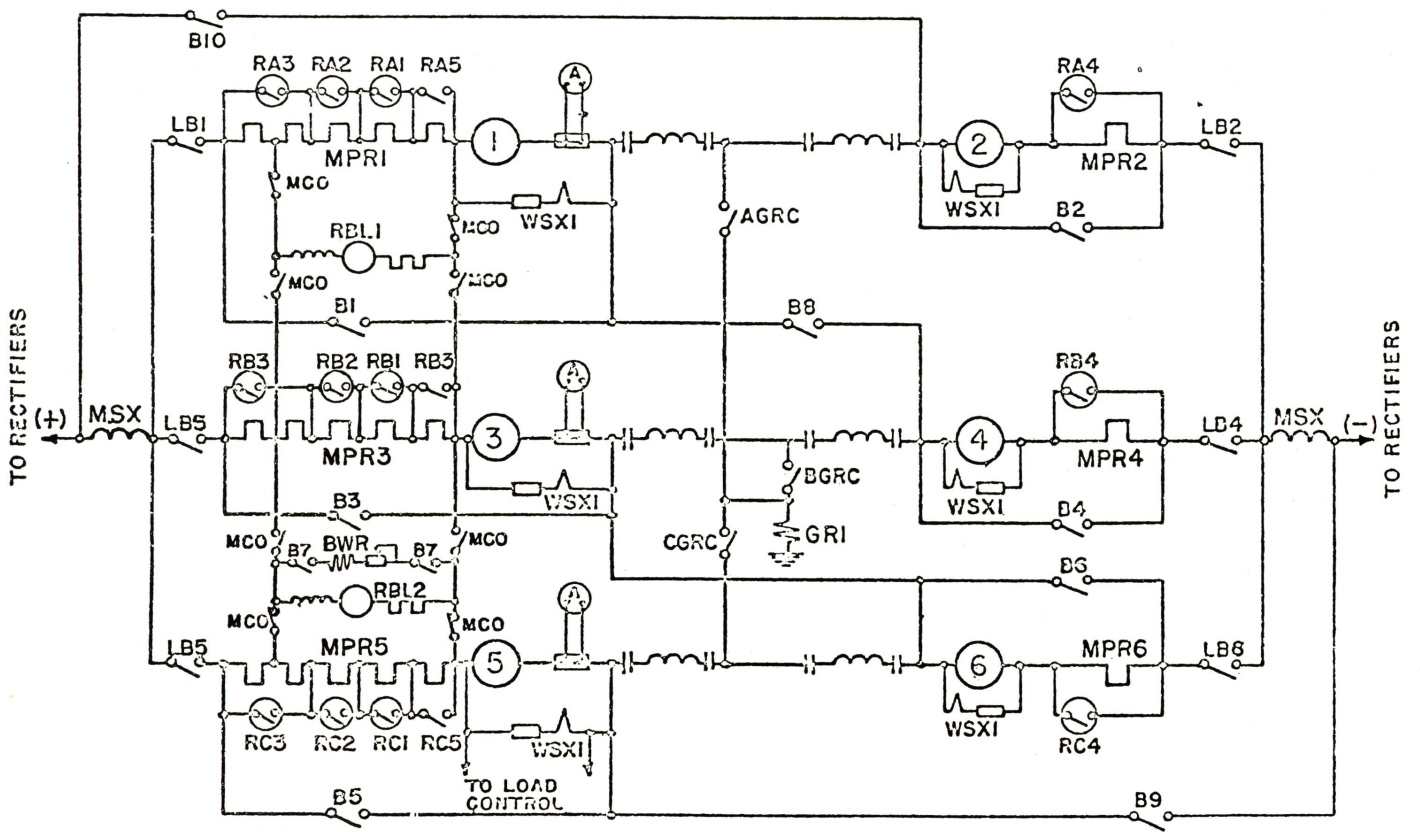 B10
RA3 RA2 RA1 RA5
A
RA4
LB1
MPR1
1
2
MPR2
LB2
MCO
WSX1
WSX1
MCO
AGRC
B2
RBL1
MCO
MCO
B1
B8
RB3 RB2 RB1 RB3
A
RB4
TO RECTIFIERS
(+)
MSX
LB5
MPR3
3
4
MPR4
LB4
MSX
(-)
TO RECTIFIERS
WSX1
BGRC
WSX1
B3
B4
MCO
B7
BWR
B7
MCO
CGRC
GR1
B6
RBL2
A
MCO
MCO
LB5
MPR5
5
6
MPR6
LB6
RC3 RC2 RC1 RC5
WSX1
WSX1
RC4
TO LOAD
CONTROL
B5
B9